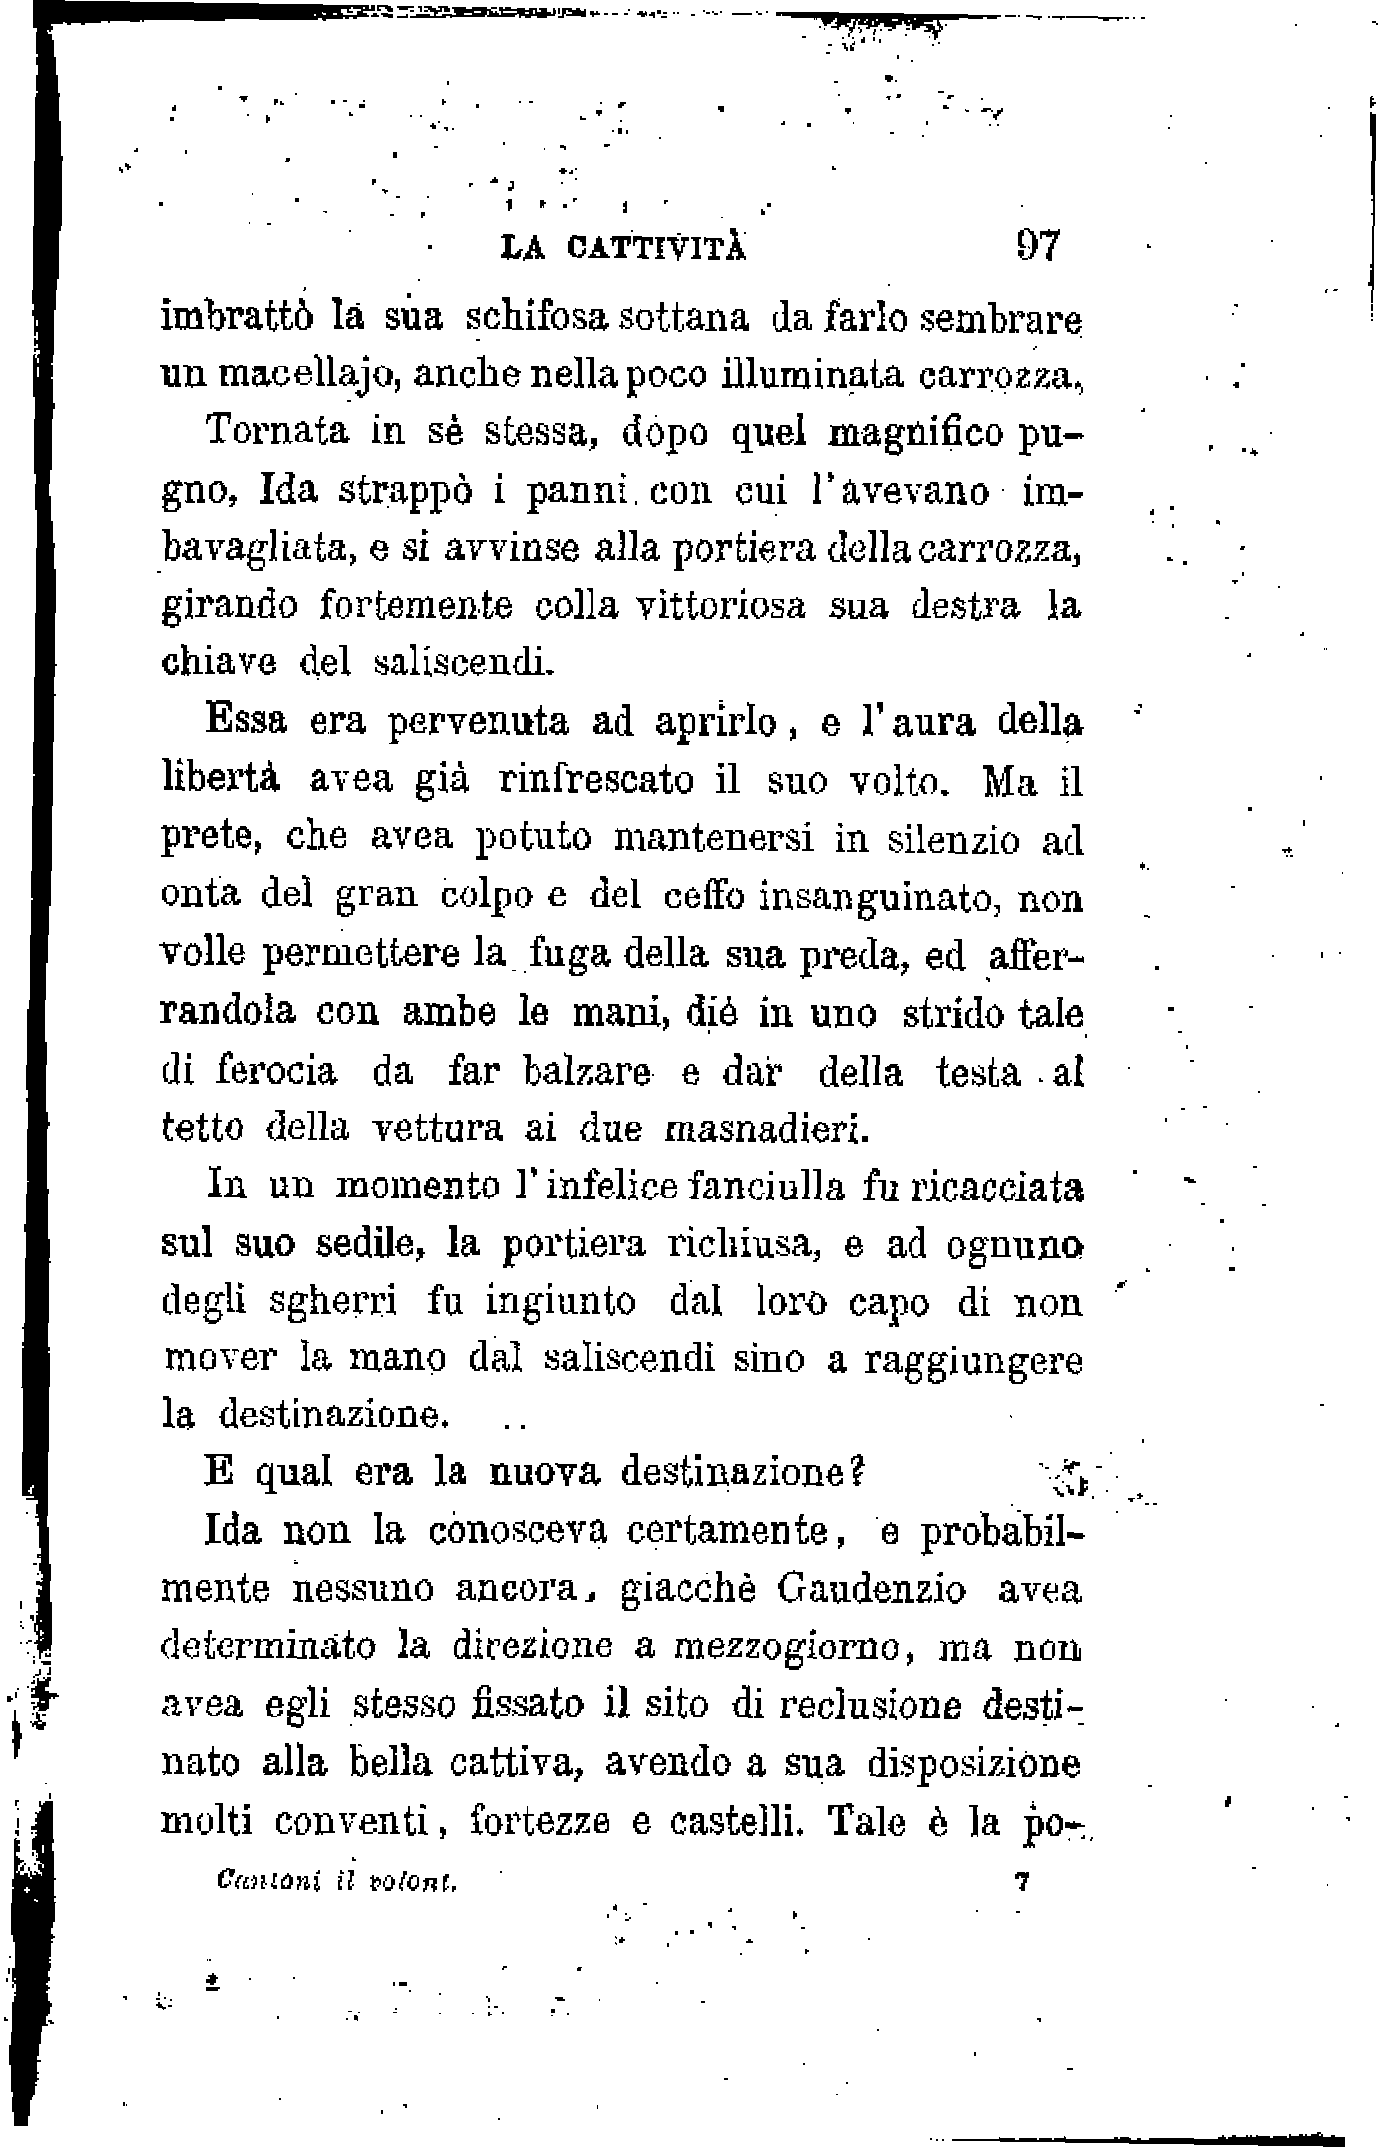 LA CATTIVITÀ 97
imbrattò la sua schifosa sottana da farlo sembrare
un macellajo, anche nella poco illuminata carrozza,
Tornata in sè stessa, dopo quel magnifico pu-
gno, Ida strappò i panni con cui l'avevano im-
bavagliata, e si avvinse alla portiera della carrozza,
girando fortemente colla vittoriosa sua destra la
chiave del saliscendi.
Essa era pervenuta ad aprirlo, e l'aura della
libertà avea già rinfrescato il suo volto. Ma il
prete, che avea potuto mantenersi in silenzio ad
onta del gran colpo e del ceffo insanguinato, non
volle permettere la fuga della sua preda, ed affer-
randola con ambe le mani, diè in uno strido tale
di ferocia da far balzare e dar della testa al
tetto della vettura ai due masnadieri.
In un momento l'infelice fanciulla fu ricacciata
sul suo sedile, la portiera richiusa, e ad ognuno
degli sgherri fu ingiunto dal loro capo di non
mover la mano dal saliscendi sino a raggiungere
la destinazione.
E qual era la nuova destinazione?
Ida non la conosceva certamente, e probabil-
mente nessuno ancora, giacchè Gaudenzio avea
determinato la direzione a mezzogiorno, ma non
avea egli stesso fissato il sito di reclusione desti-
nato alla bella cattiva, avendo a sua disposizione
molti conventi, fortezze e castelli. Tale è la po-
Cantoni il volont. 7